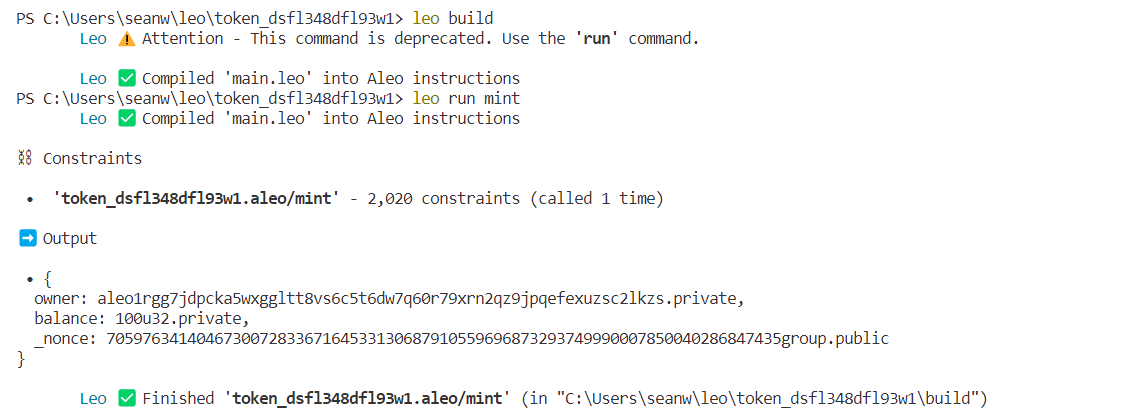 PS C:\Users\seanw\leo\token_dsfl348dfl93w1> leo build
Leo ⚠️ Attention - This command is deprecated. Use the 'run' command.
Leo ✅ Compiled 'main.leo' into Aleo instructions
PS C:\Users\seanw\leo\token_dsfl348dfl93w1> leo run mint
Leo ✅ Compiled 'main.leo' into Aleo instructions
⛓ Constraints
• 'token_dsfl348dfl93w1.aleo/mint' - 2,020 constraints (called 1 time)
➡️ Output
• {
owner: aleo1rgg7jdpcka5wxggltt8vs6c5t6dw7q60r79xrn2qz9jpqefexuzsc2lkzs.private,
balance: 100u32.private,
_nonce: 7059763414046730072833671645331306879105596968732937499900078500402868474​35group.public
}
Leo ✅ Finished 'token_dsfl348dfl93w1.aleo/mint' (in "C:\Users\seanw\leo\token_dsfl348dfl93w1\build")